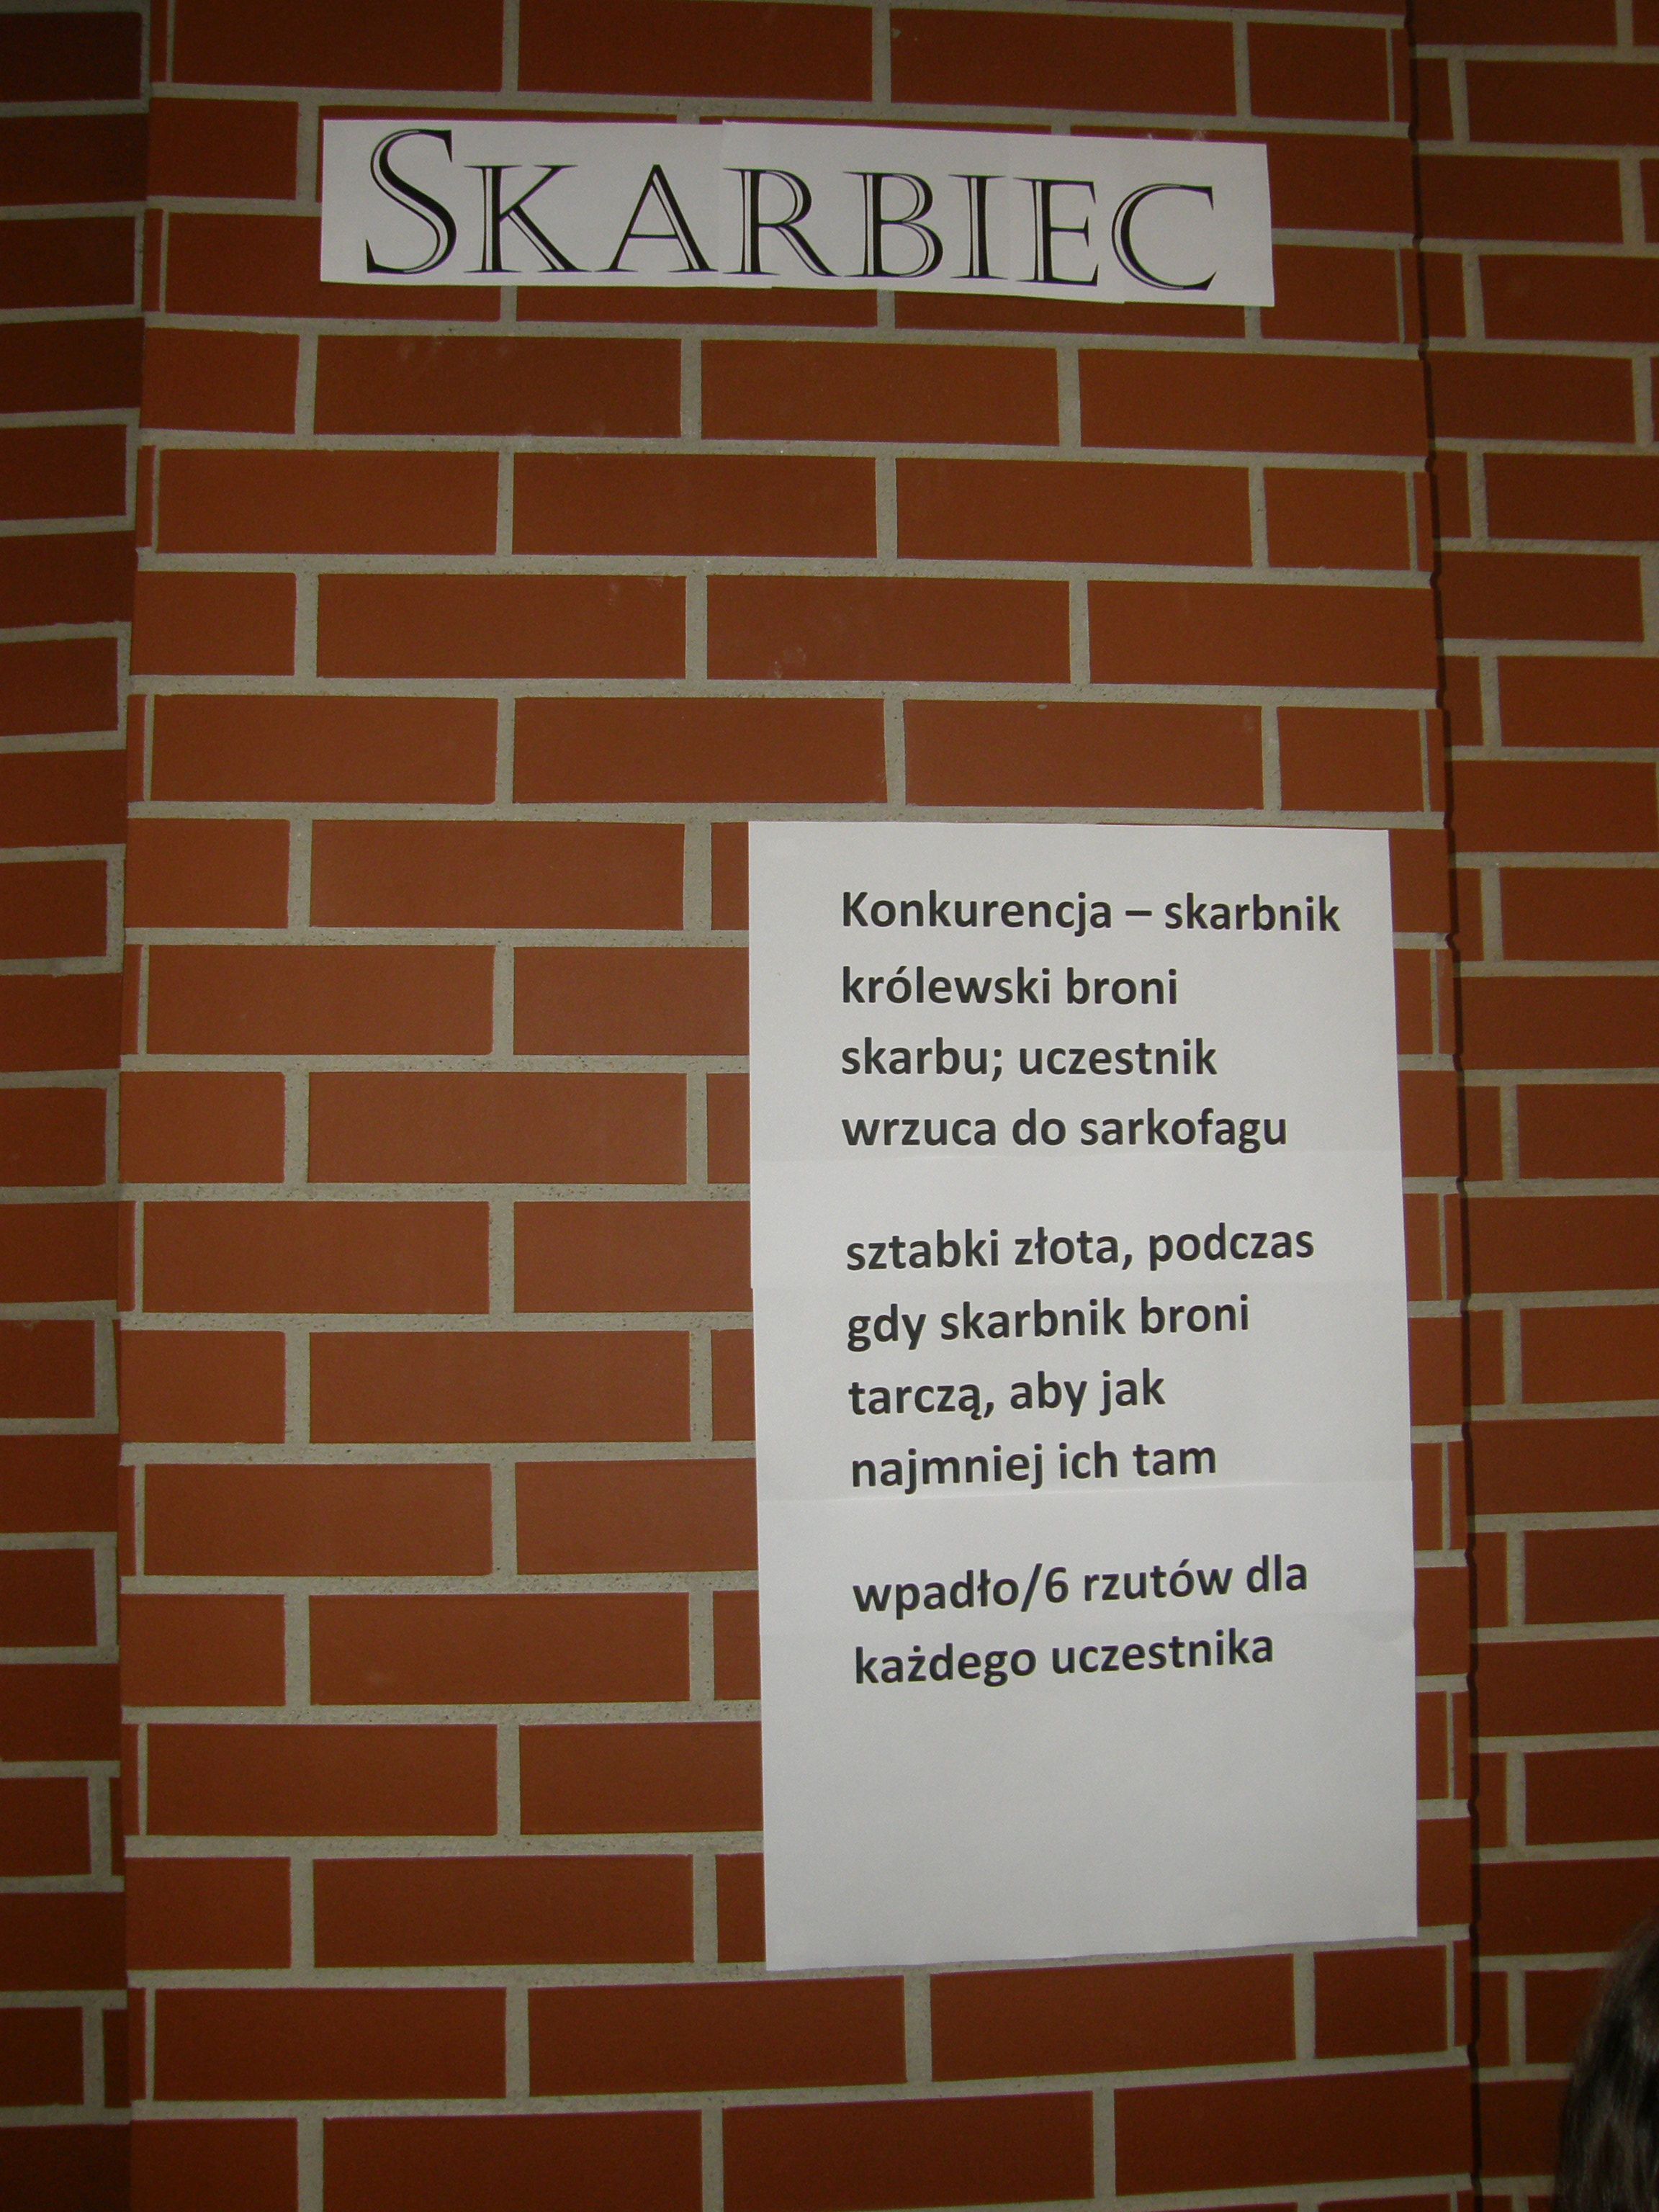 SKARBIEC
Konkurencja – skarbnik
królewski broni
skarbu; uczestnik
wrzuca do sarkofagu
sztabki złota, podczas
gdy skarbnik broni
tarczą, aby jak
najmniej ich tam
wpadło/6 rzutów dla
każdego uczestnika